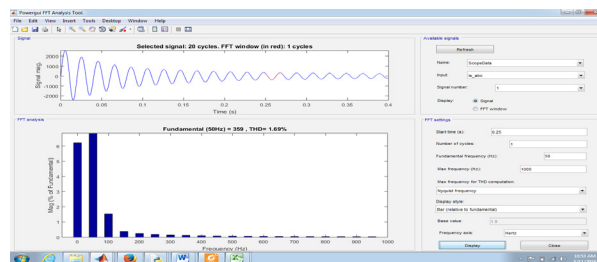 Powergui FFT Analysis Tool
File Edit View Insert Tools Desktop Window Help
Signal
Selected signal: 20 cycles. FFT window (in red): 1 cycles
Signal mag.
2000
1000
0
-1000
-2000
0 0.05 0.1 0.15 0.2 0.25 0.3 0.35 0.4
Time (s)
FFT analysis
Fundamental (50Hz) = 359 , THD= 1.69%
Mag (% of Fundamental)
6
5
4
3
2
1
0
0 100 200 300 400 500 600 700 800 900 1000
Frequency (Hz)
Available signals
Refresh
Name: ScopeData
Input: is_abc
Signal number: 1
Display: Signal
FFT window
FFT settings
Start time (s): 0.25
Number of cycles: 1
Fundamental frequency (Hz): 50
Max frequency (Hz): 1000
Max frequency for THD computation:
Nyquist frequency
Display style:
Bar (relative to fundamental)
Base value: 1.0
Frequency axis: Hertz
Display Close
10:52 AM